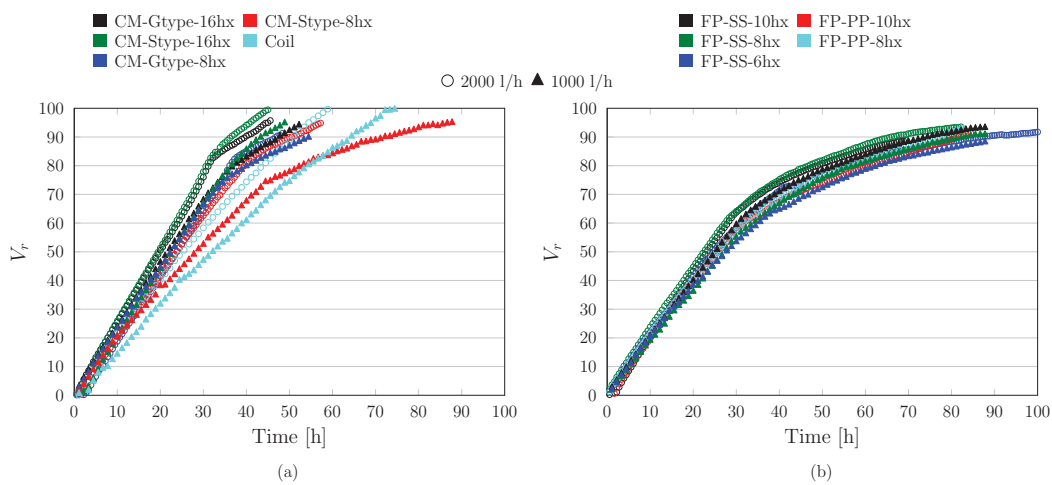 CM-Gtype-16hx CM-Stype-8hx
CM-Stype-16hx Coil
CM-Gtype-8hx
FP-SS-10hx FP-PP-10hx
FP-SS-8hx FP-PP-8hx
FP-SS-6hx
2000 l/h 1000 l/h
100
90
80
70
60
50
40
30
20
10
0
V_r
0 10 20 30 40 50 60 70 80 90 100
Time [h]
(a)
100
90
80
70
60
50
40
30
20
10
0
V_r
0 10 20 30 40 50 60 70 80 90 100
Time [h]
(b)